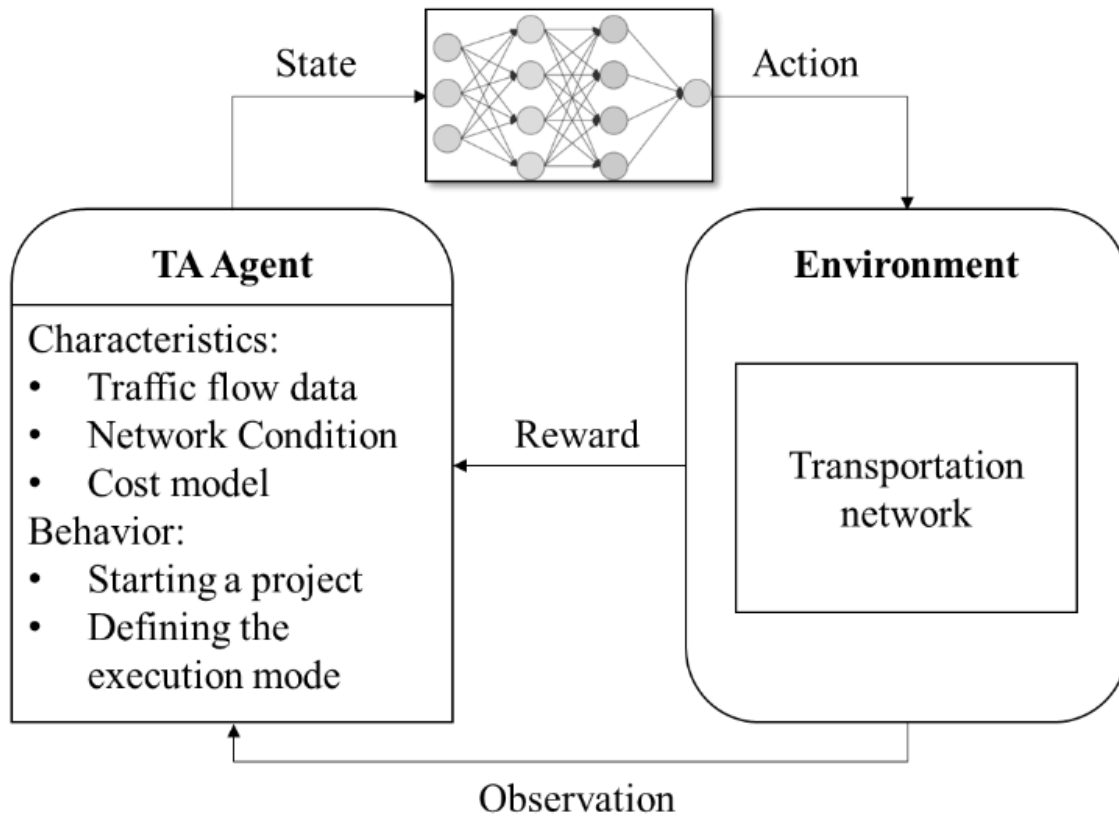 State
Action
TA Agent
Characteristics:
• Traffic flow data
• Network Condition
• Cost model
Behavior:
• Starting a project
• Defining the
execution mode
Reward
Environment
Transportation
network
Observation